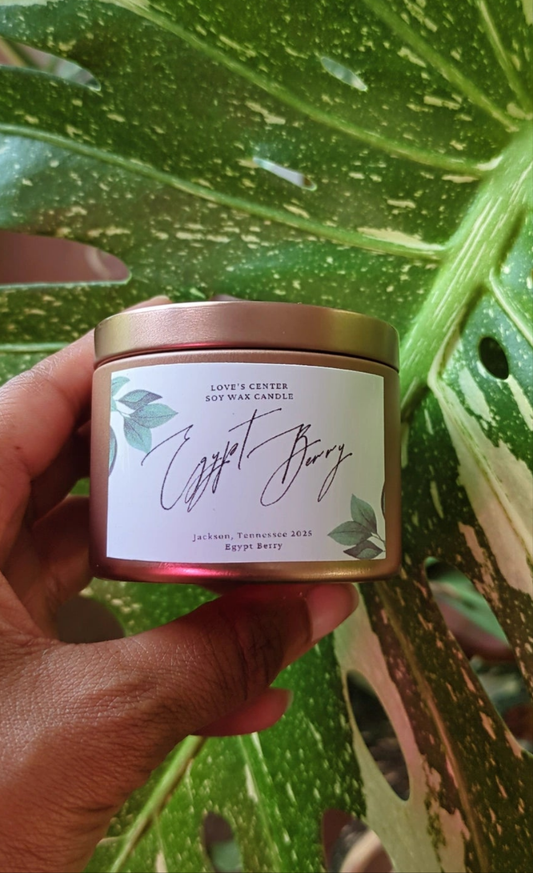 LOVE'S CENTER
SOY WAX CANDLE
Egypt Berry
Jackson, Tennessee 2025
Egypt Berry